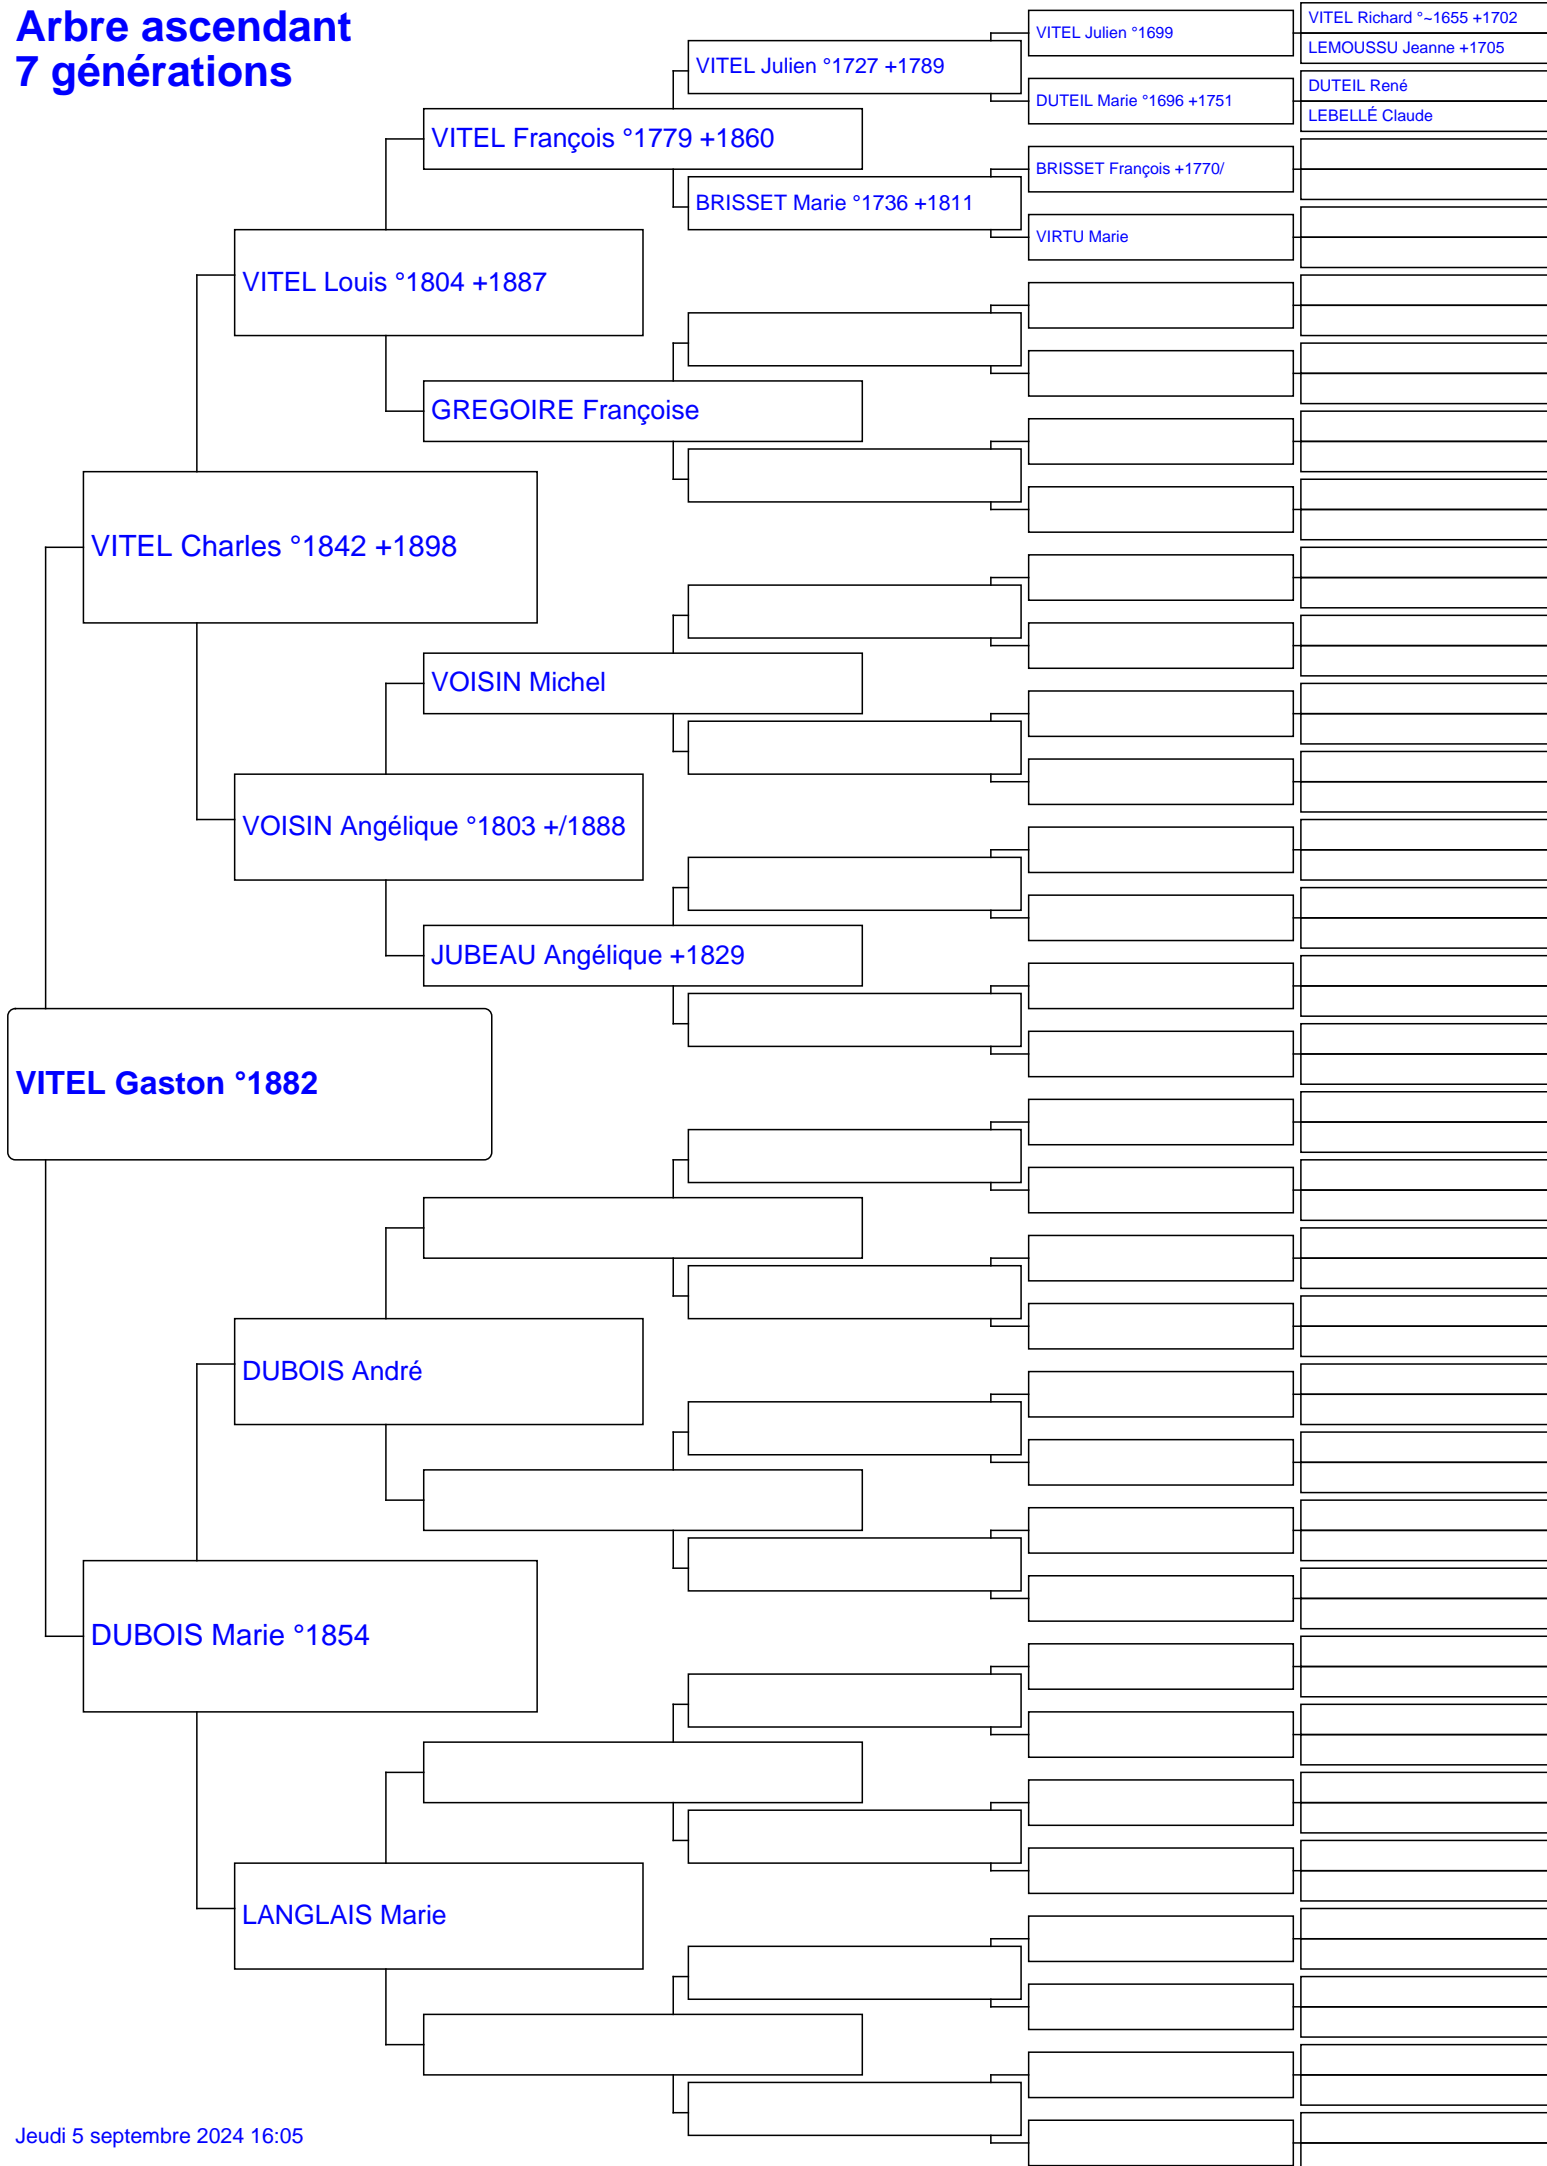 Arbre ascendant
7 générations
VITEL Gaston °1882
VITEL Charles °1842 +1898
DUBOIS Marie °1854
VITEL Louis °1804 +1887
VOISIN Angélique °1803 +/1888
DUBOIS André
LANGLAIS Marie
VITEL François °1779 +1860
GREGOIRE Françoise
VOISIN Michel
JUBEAU Angélique +1829
VITEL Julien °1727 +1789
BRISSET Marie °1736 +1811
VITEL Julien °1699
DUTEIL Marie °1696 +1751
BRISSET François +1770/
VIRTU Marie
VITEL Richard °~1655 +1702
LEMOUSSU Jeanne +1705
DUTEIL René
LEBELLÉ Claude
Jeudi 5 septembre 2024 16:05